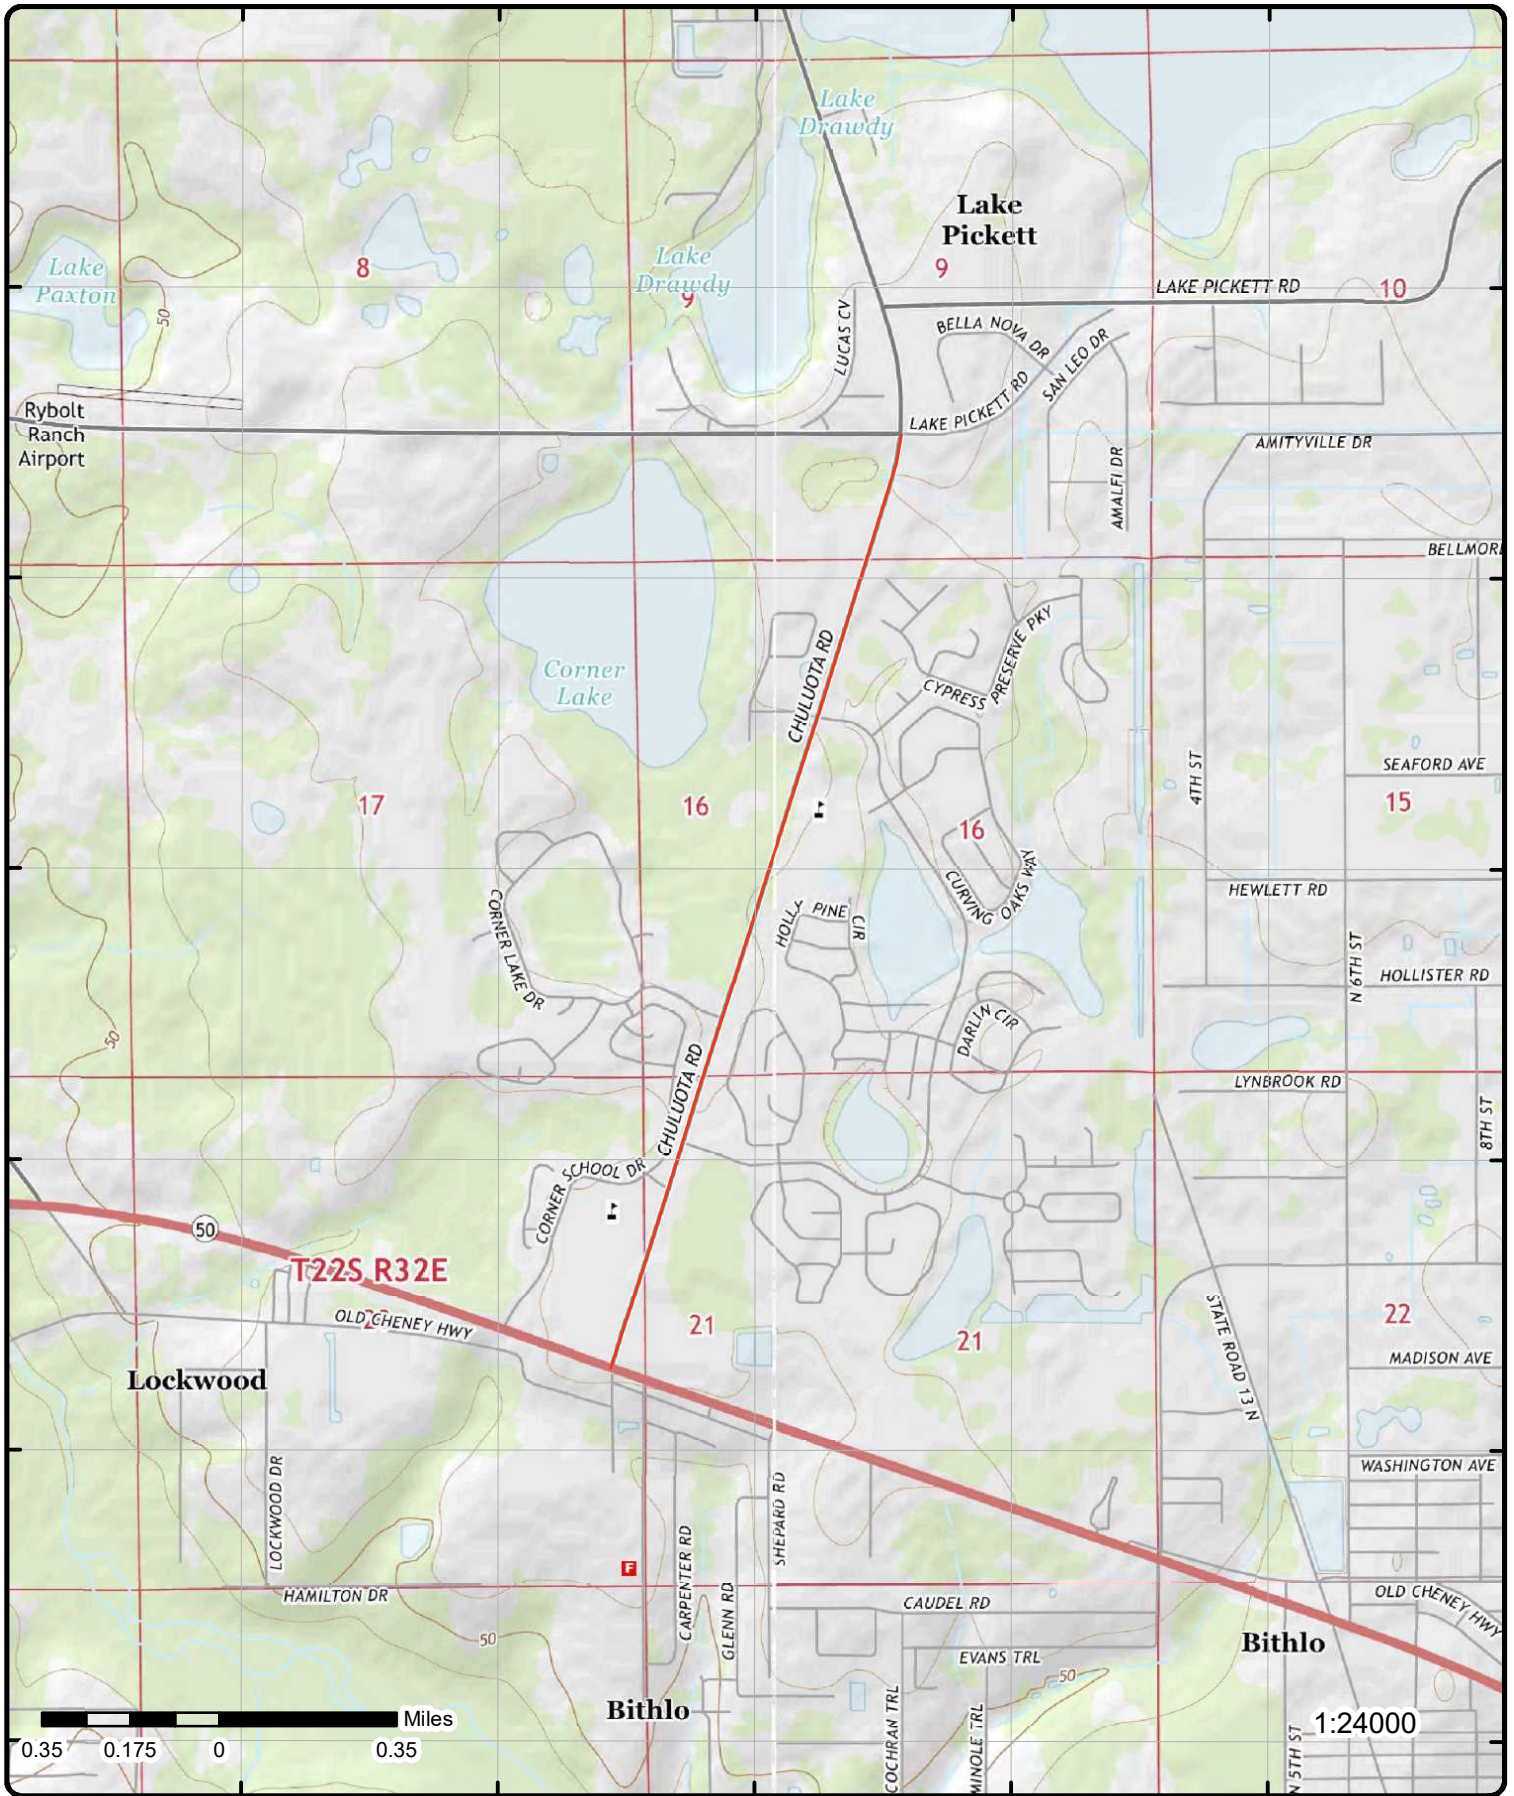 Lake
Drawdy
Lake
Pickett
Lake
Paxton
8
Lake
Drawdy
9
9
LAKE PICKETT RD
10
50
LUCAS CV
BELLA NOVA DR
SAN LEO DR
LAKE PICKETT RD
Rybolt
Ranch
Airport
AMITYVILLE DR
AMALFI DR
BELLMOR
CHULUOTA RD
CYPRESS PRESERVE PKY
Corner
Lake
4TH ST
SEAFORD AVE
17
16
16
15
CURVING OAKS WAY
HEWLETT RD
CORNER LAKE DR
HOLLY PINE CIR
N 6TH ST
HOLLISTER RD
50
DARLIN CIR
CHULUOTA RD
LYNBROOK RD
8TH ST
CORNER SCHOOL DR
50
T22S R32E
OLD CHENEY HWY
21
21
22
STATE ROAD 13 N
MADISON AVE
Lockwood
LOCKWOOD DR
WASHINGTON AVE
SHEPARD RD
CARPENTER RD
F
GLENN RD
HAMILTON DR
CAUDEL RD
OLD CHENEY HWY
50
EVANS TRL
Bithlo
50
Bithlo
COCHRAN TRL
MINOLE TRL
N 5TH ST
Miles
0.35 0.175 0 0.35
1:24000